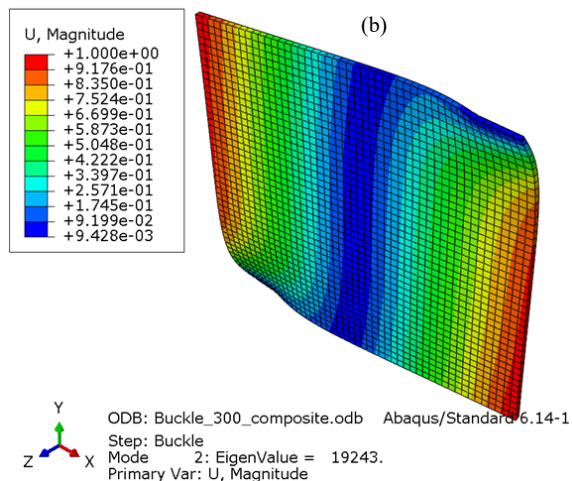 (b)
U, Magnitude
+1.000e+00
+9.176e-01
+8.350e-01
+7.524e-01
+6.699e-01
+5.873e-01
+5.048e-01
+4.222e-01
+3.397e-01
+2.571e-01
+1.745e-01
+9.199e-02
+9.428e-03
Y
Z X
ODB: Buckle_300_composite.odb Abaqus/Standard 6.14-1
Step: Buckle
Mode 2: EigenValue = 19243.
Primary Var: U, Magnitude